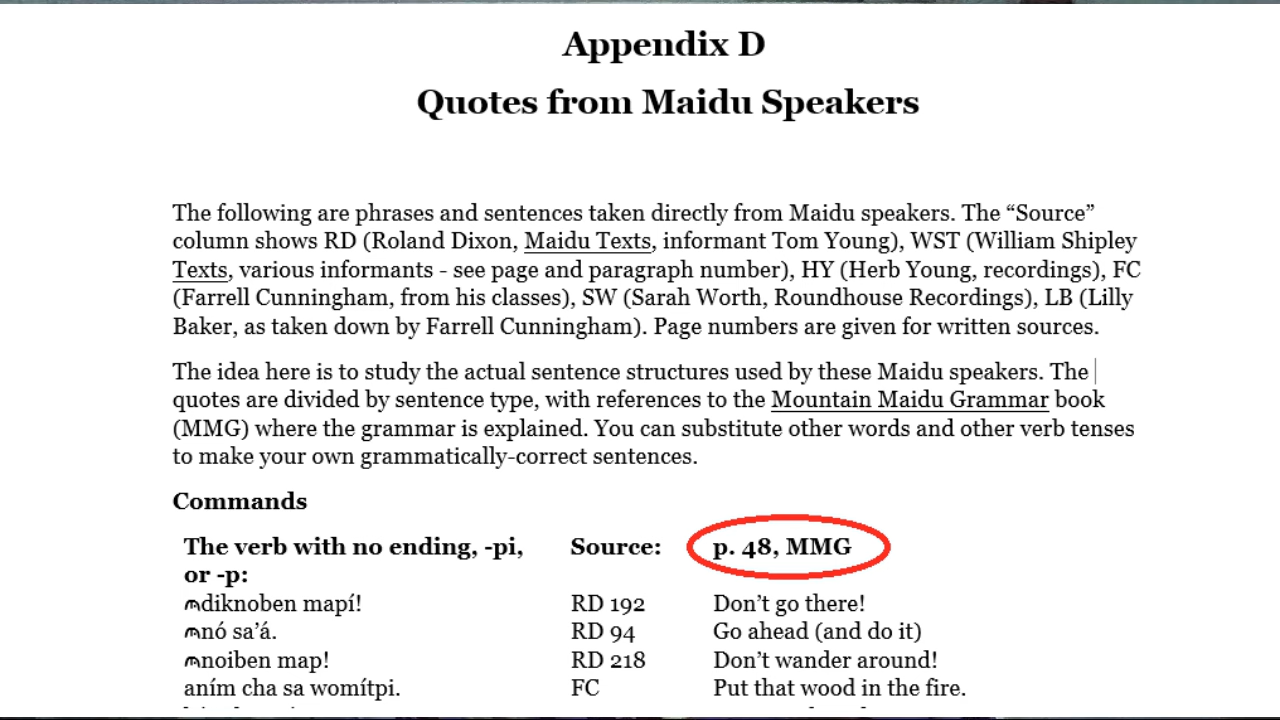 Appendix D
Quotes from Maidu Speakers
The following are phrases and sentences taken directly from Maidu speakers. The “Source”
column shows RD (Roland Dixon, Maidu Texts, informant Tom Young), WST (William Shipley
Texts, various informants - see page and paragraph number), HY (Herb Young, recordings), FC
(Farrell Cunningham, from his classes), SW (Sarah Worth, Roundhouse Recordings), LB (Lilly
Baker, as taken down by Farrell Cunningham). Page numbers are given for written sources.
The idea here is to study the actual sentence structures used by these Maidu speakers. The
quotes are divided by sentence type, with references to the Mountain Maidu Grammar book
(MMG) where the grammar is explained. You can substitute other words and other verb tenses
to make your own grammatically-correct sentences.
Commands
The verb with no ending, -pi, Source: p. 48, MMG
or -p:
ᨏdiknoben mapí! RD 192 Don’t go there!
ᨏnó sa’á. RD 94 Go ahead (and do it)
ᨏnoiben map! RD 218 Don’t wander around!
aním cha sa womítpi. FC Put that wood in the fire.